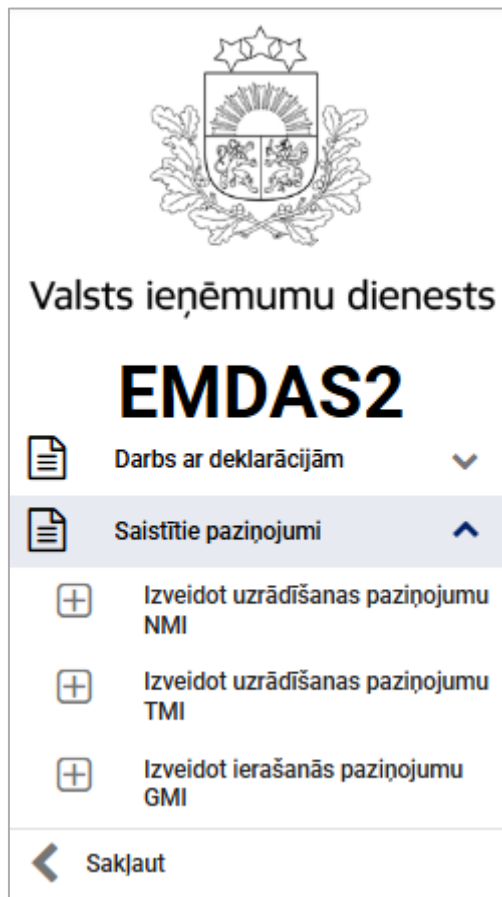 Valsts ieņēmumu dienests
EMDAS2
Darbs ar deklarācijām
Saistītie paziņojumi
Izveidot uzrādīšanas paziņojumu
NMI
Izveidot uzrādīšanas paziņojumu
TMI
Izveidot ierašanās paziņojumu
GMI
Sakļaut